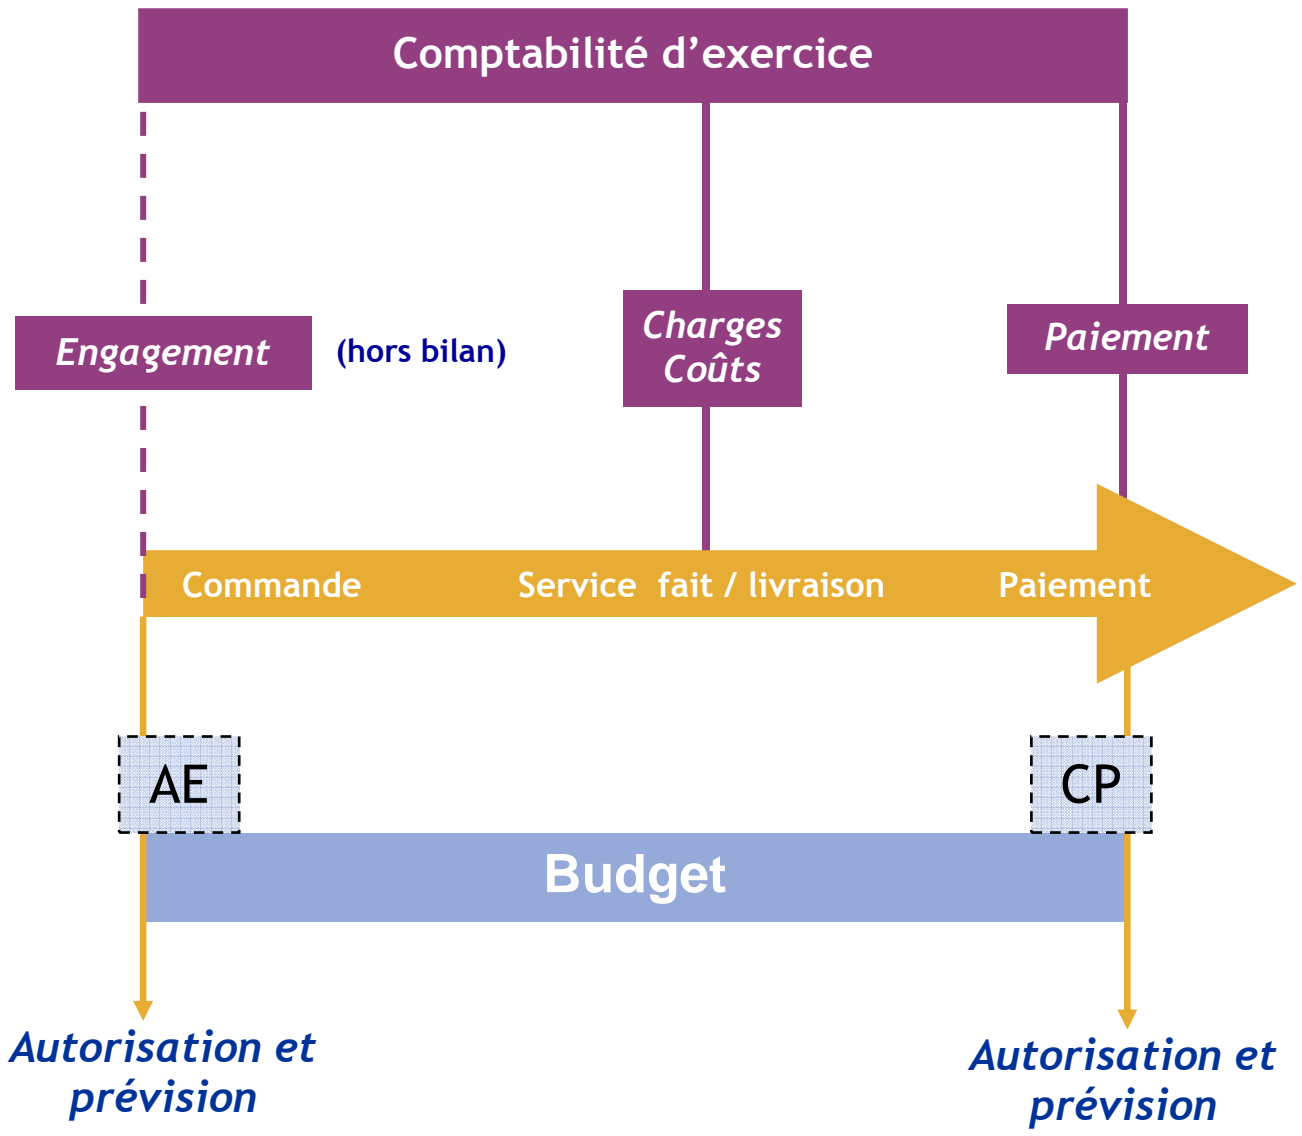 Comptabilité d’exercice
Engagement
(hors bilan)
Charges
Coûts
Paiement
Commande
Service fait / livraison
Paiement
AE
CP
Budget
Autorisation et
prévision
Autorisation et
prévision